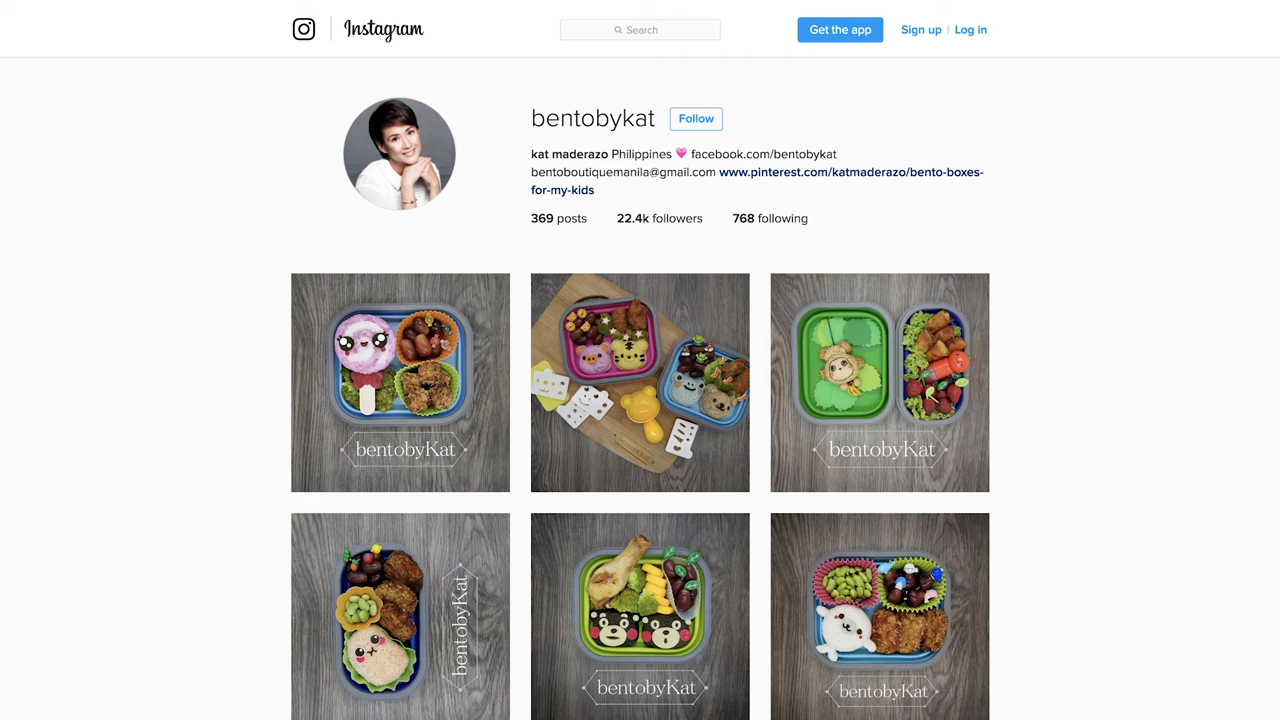 Instagram
Search
Get the app
Sign up | Log in
bentobykat
Follow
kat maderazo Philippines 💗 facebook.com/bentobykat
bentoboutiquemanila@gmail.com www.pinterest.com/katmaderazo/bento-boxes-
for-my-kids
369 posts 22.4k followers 768 following
bentobyKat
bentobyKat
bentobyKat
bentobyKat
bentobyKat